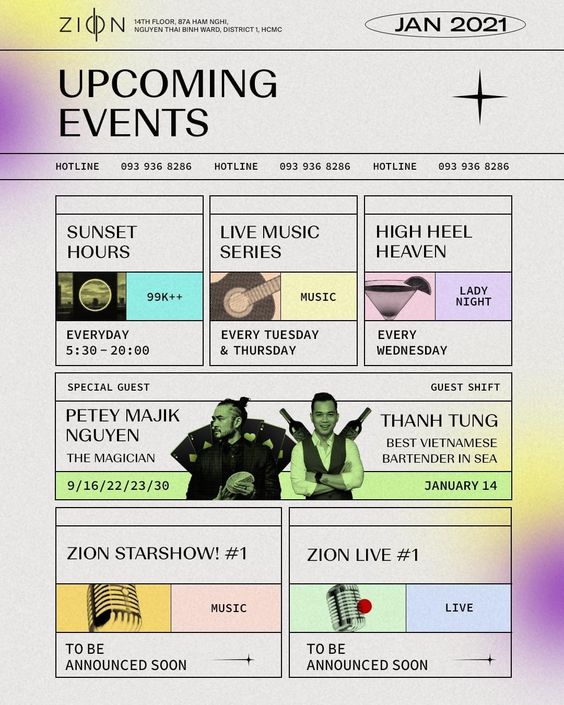 ZION
14TH FLOOR, 87A HAM NGHI,
NGUYEN THAI BINH WARD, DISTRICT 1, HCMC
JAN 2021
UPCOMING
EVENTS
HOTLINE 093 936 8286 HOTLINE 093 936 8286 HOTLINE 093 936 8286
SUNSET
HOURS
99K++
EVERYDAY
5:30 – 20:00
LIVE MUSIC
SERIES
MUSIC
EVERY TUESDAY
& THURSDAY
HIGH HEEL
HEAVEN
LADY
NIGHT
EVERY
WEDNESDAY
SPECIAL GUEST
PETEY MAJIK
NGUYEN
THE MAGICIAN
9/16/22/23/30
GUEST SHIFT
THANH TUNG
BEST VIETNAMESE
BARTENDER IN SEA
JANUARY 14
ZION STARSHOW! #1
MUSIC
TO BE
ANNOUNCED SOON
ZION LIVE #1
LIVE
TO BE
ANNOUNCED SOON